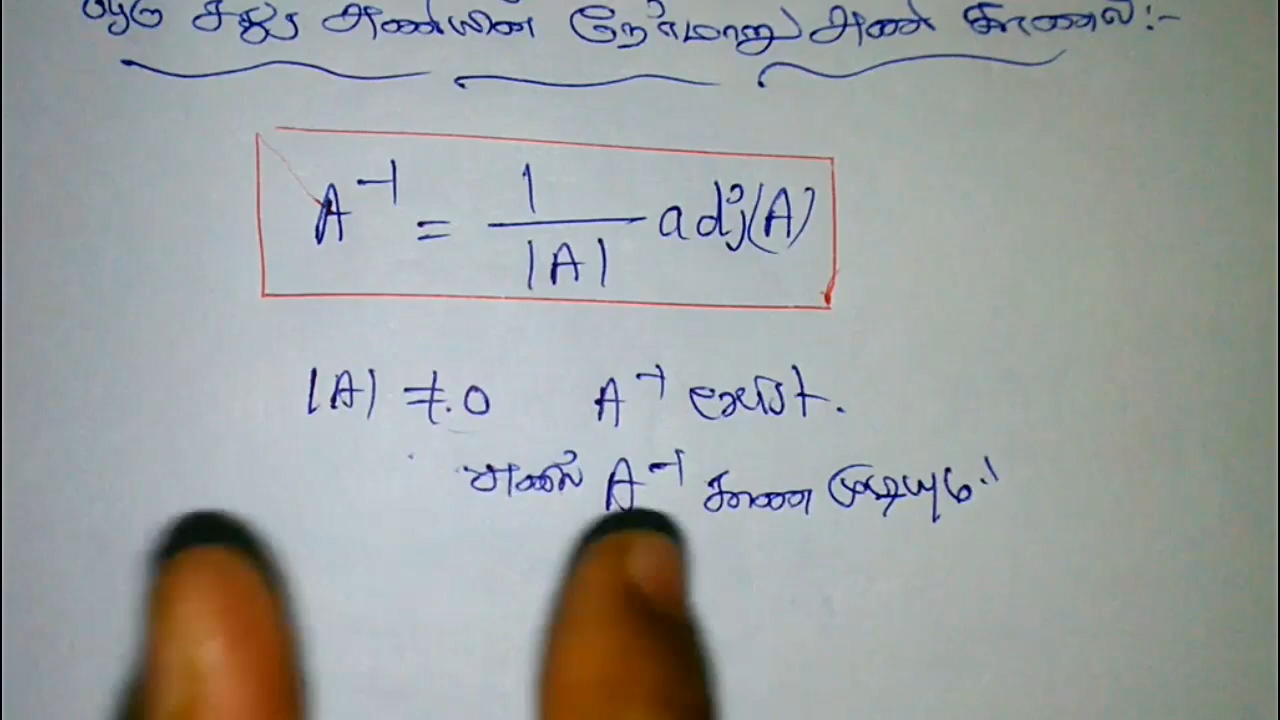 ஒரு சதுர அணியின் நேர்மாறு அணி காணல் :-
A⁻¹ = 1/|A| adj(A)
|A| ≠ 0 A⁻¹ exist.
A⁻¹ காண முடியும்.!